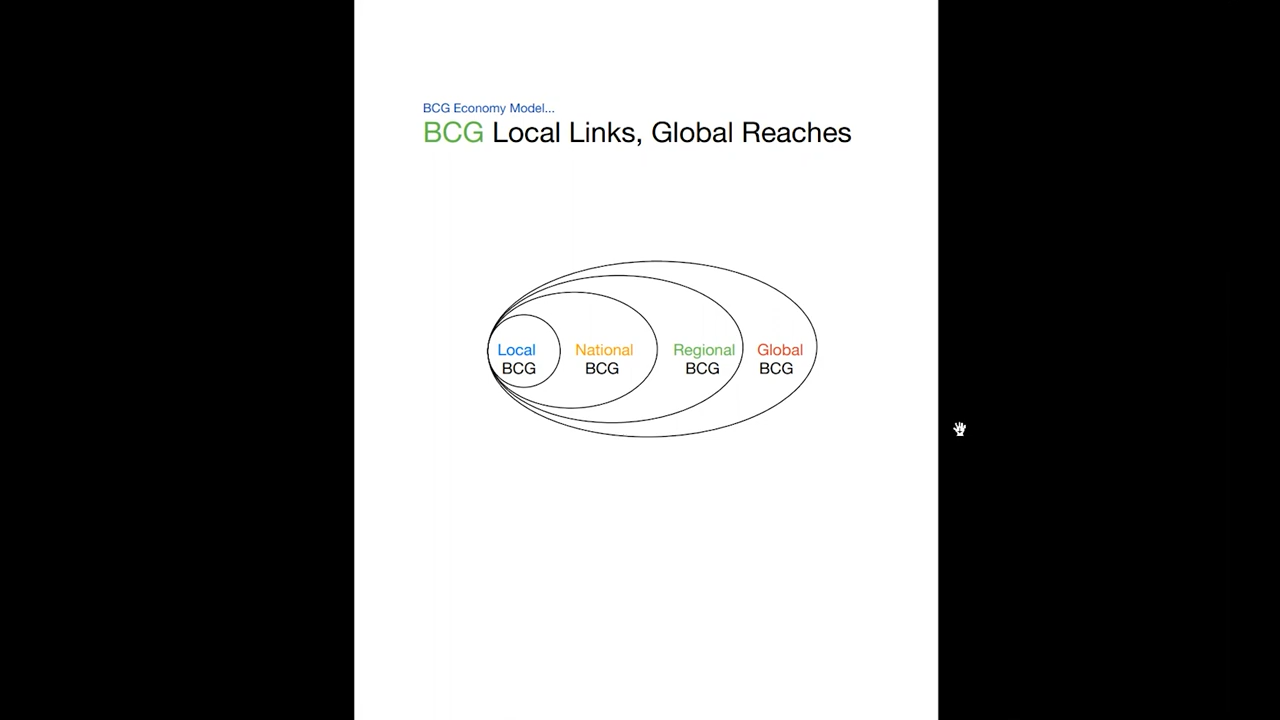 BCG Economy Model...
BCG Local Links, Global Reaches
Local National Regional Global
BCG BCG BCG BCG